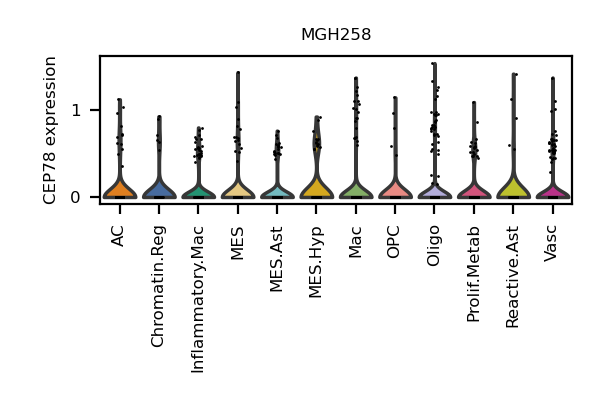 MGH258
CEP78 expression
1
0
AC
Chromatin.Reg
Inflammatory.Mac
MES
MES.Ast
MES.Hyp
Mac
OPC
Oligo
Prolif.Metab
Reactive.Ast
Vasc